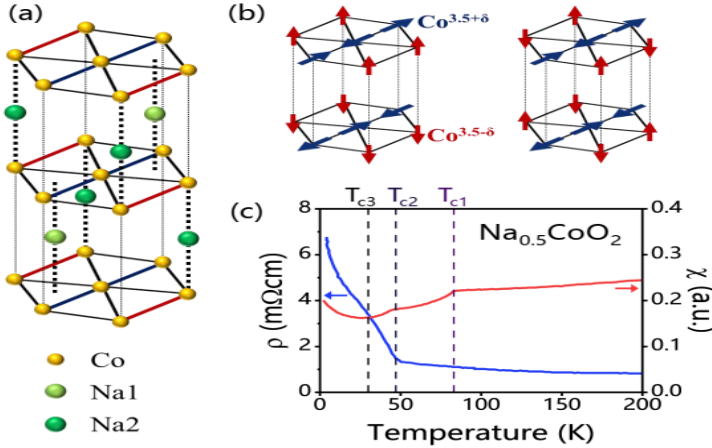 (a)
Co
Na1
Na2
(b)
Co3.5+δ
Co3.5-δ
(c)
Tc3 Tc2 Tc1
Na0.5CoO2
8
6
4
2
0
ρ (mΩcm)
0.4
0.3
0.2
0.1
0.0
χ (a.u.)
0 50 100 150 200
Temperature (K)